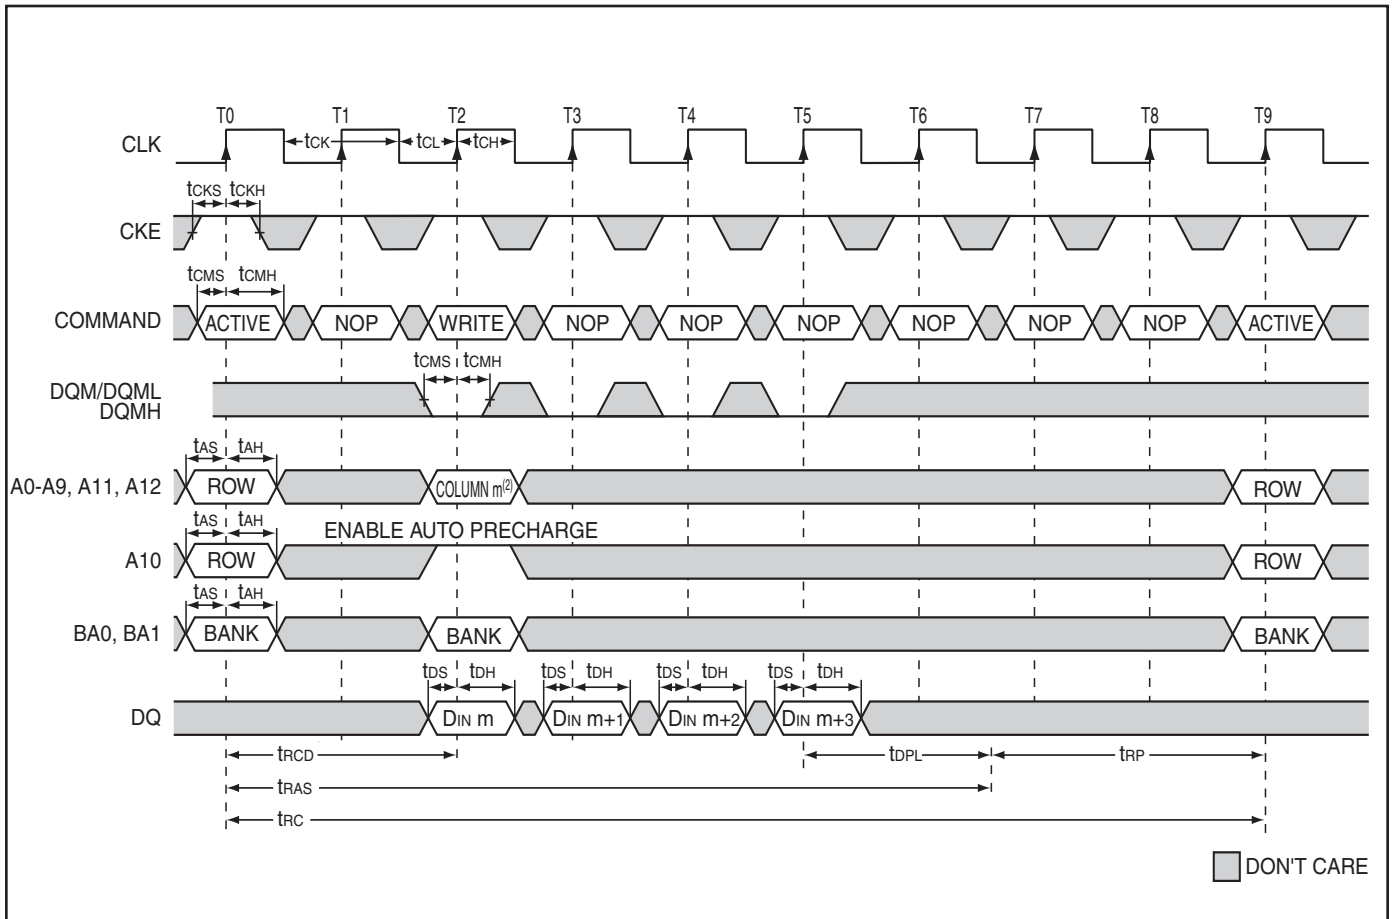 T0 T1 T2 T3 T4 T5 T6 T7 T8 T9
CLK
tCK tCL tCH
tCKS tCKH
CKE
tCMS tCMH
COMMAND ACTIVE NOP WRITE NOP NOP NOP NOP NOP NOP ACTIVE
tCMS tCMH
DQM/DQML
DQMH
tAS tAH
A0-A9, A11, A12 ROW COLUMN m(2) ROW
tAS tAH ENABLE AUTO PRECHARGE
A10 ROW ROW
tAS tAH
BA0, BA1 BANK BANK BANK
tDS tDH tDS tDH tDS tDH tDS tDH
DQ DIN m DIN m+1 DIN m+2 DIN m+3
tRCD tDPL tRP
tRAS
tRC
DON'T CARE